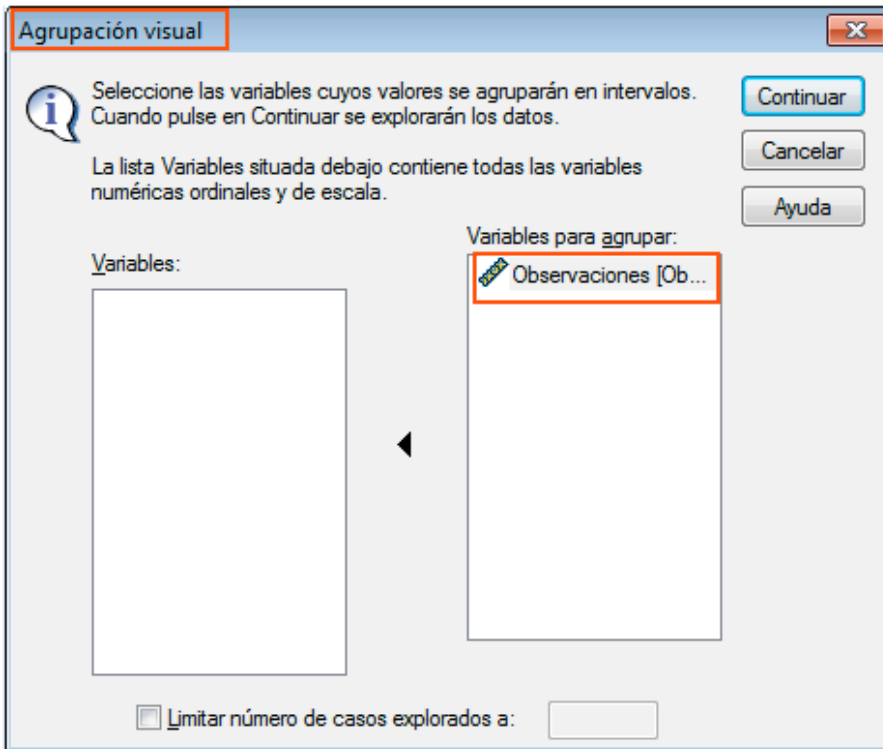 Agrupación visual
Seleccione las variables cuyos valores se agruparán en intervalos.
Cuando pulse en Continuar se explorarán los datos.
La lista Variables situada debajo contiene todas las variables
numéricas ordinales y de escala.
Continuar
Cancelar
Ayuda
Variables:
Variables para agrupar:
Observaciones [Ob...
Limitar número de casos explorados a: